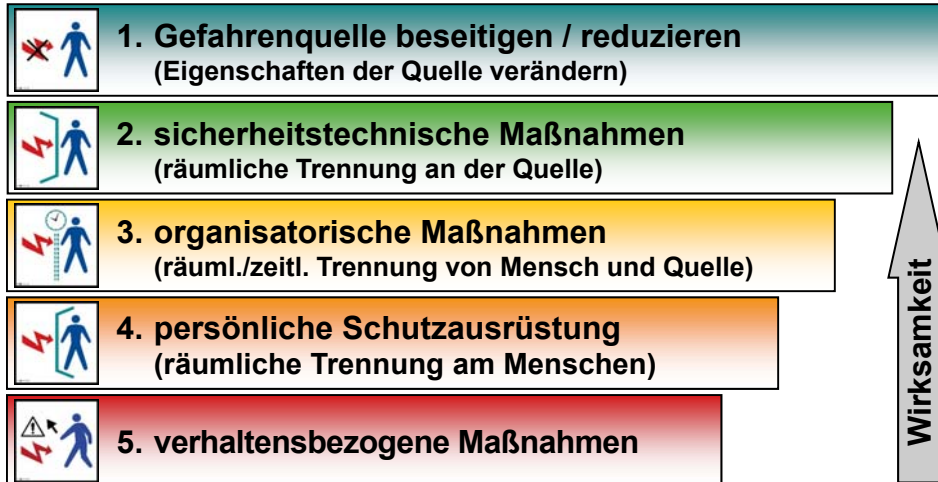 1. Gefahrenquelle beseitigen / reduzieren
(Eigenschaften der Quelle verändern)
2. sicherheitstechnische Maßnahmen
(räumliche Trennung an der Quelle)
3. organisatorische Maßnahmen
(räuml./zeitl. Trennung von Mensch und Quelle)
4. persönliche Schutzausrüstung
(räumliche Trennung am Menschen)
5. verhaltensbezogene Maßnahmen
Wirksamkeit